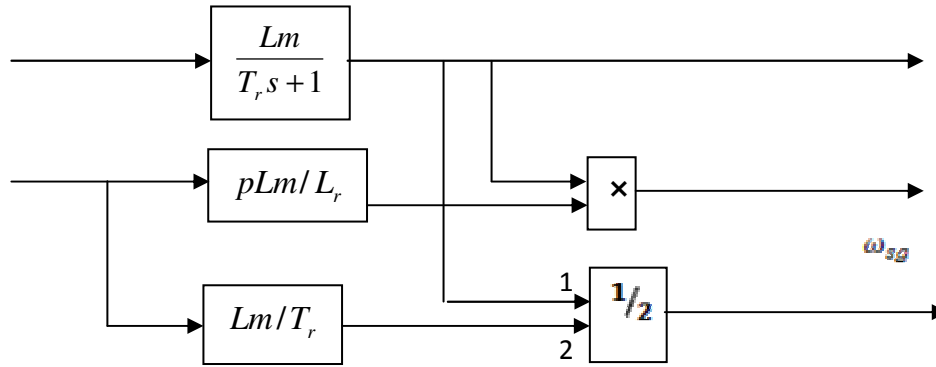 Lm
T_r s + 1
pLm / L_r
×
ω_sg
1
1/2
Lm / T_r
2